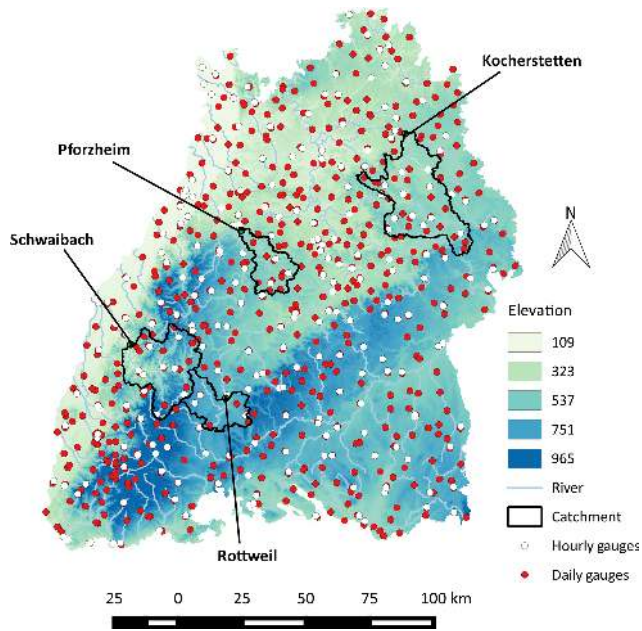 Kocherstetten
Pforzheim
Schwaibach
N
Elevation
109
323
537
751
965
River
Catchment
Hourly gauges
Daily gauges
Rottweil
25 0 25 50 75 100 km